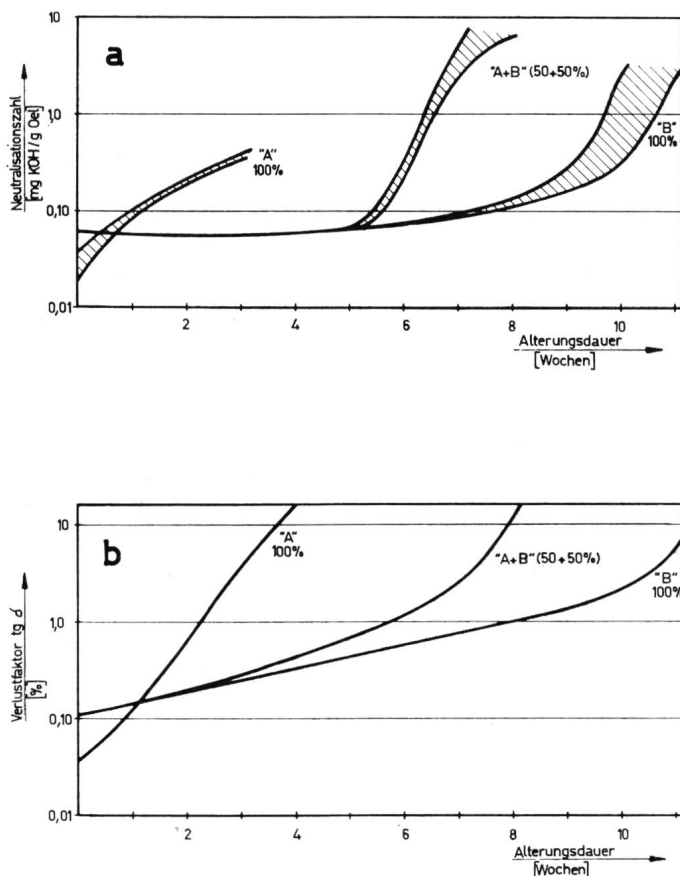 a
Neutralisationszahl
[mg KOH / g Oel]
10
1,0
0,10
0,01
"A"
100%
"A+B" (50+50%)
"B"
100%
2
4
6
8
10
Alterungsdauer
[Wochen]
b
Verlustfaktor tg δ
[%]
10
1,0
0,10
0,01
"A"
100%
"A+B" (50+50%)
"B"
100%
2
4
6
8
10
Alterungsdauer
[Wochen]